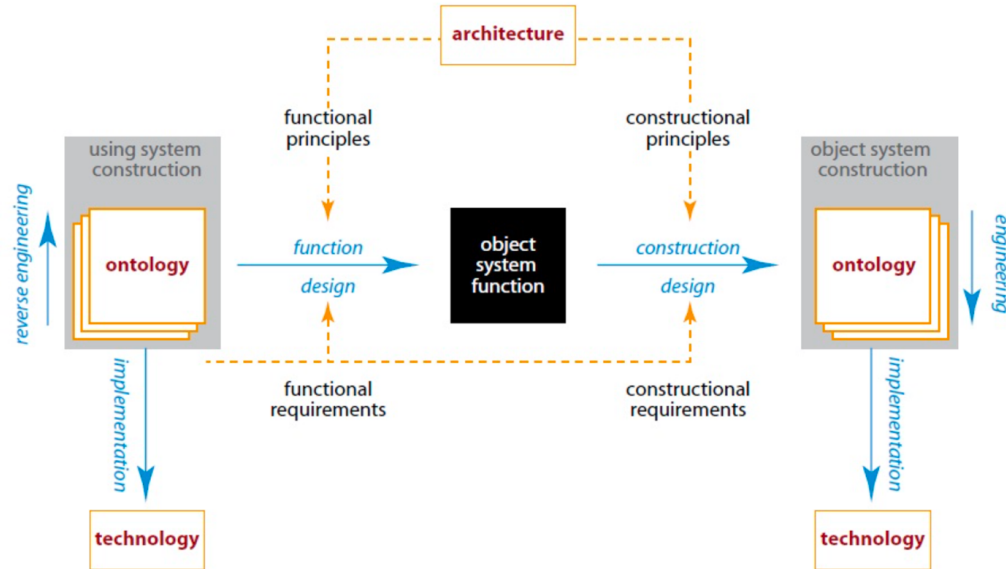 architecture
functional
principles
constructional
principles
using system
construction
object system
construction
reverse engineering
ontology
function
design
object
system
function
construction
design
ontology
engineering
implementation
functional
requirements
constructional
requirements
implementation
technology
technology